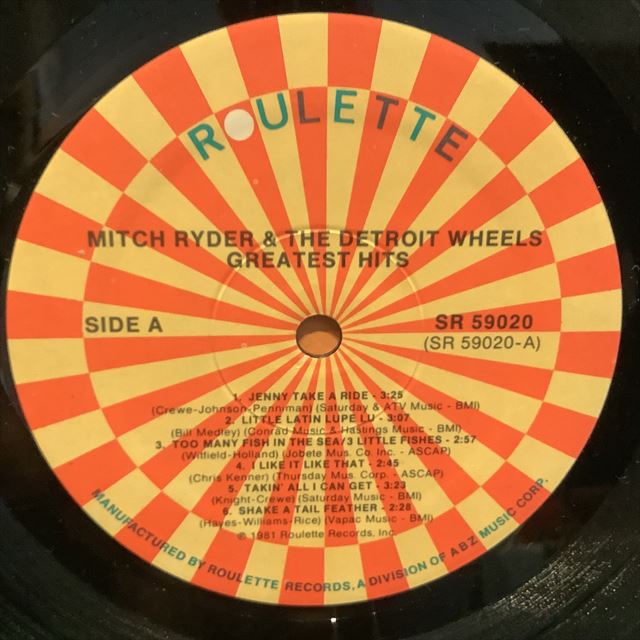 ROULETTE
MITCH RYDER & THE DETROIT WHEELS
GREATEST HITS
SIDE A
SR 59020
(SR 59020-A)
1. JENNY TAKE A RIDE - 3:25
(Crewe-Johnson-Penniman) (Saturday & ATV Music - BMI)
2. LITTLE LATIN LUPE LU - 3:07
(Bill Medley) (Conrad Music & Hastings Music - BMI)
3. TOO MANY FISH IN THE SEA/3 LITTLE FISHES - 2:57
(Witfield-Holland) (Jobete Mus. Co. Inc. - ASCAP)
4. I LIKE IT LIKE THAT - 2:45
(Chris Kenner) (Thursday Mus. Corp. - ASCAP)
5. TAKIN' ALL I CAN GET - 3:23
(Knight-Crewe) (Saturday Music - BMI)
6. SHAKE A TAIL FEATHER - 2:28
(Hayes-Williams-Rice) (Vapac Music - BMI)
℗ 1981 Roulette Records, Inc.
MANUFACTURED BY ROULETTE RECORDS, A DIVISION OF ABZ MUSIC CORP.